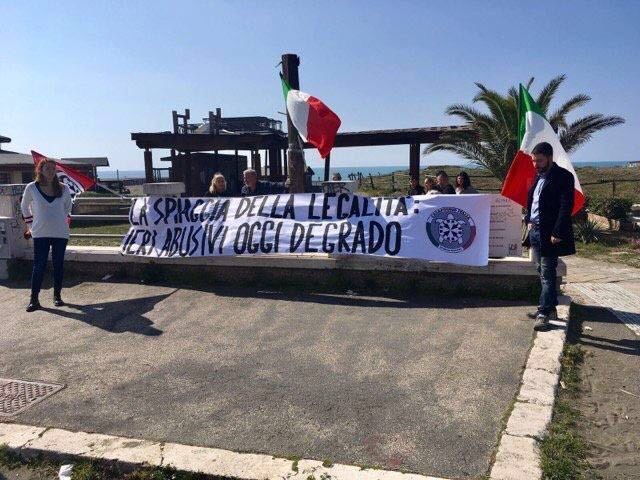 LA SPIAGGIA DELLA LEGALITÀ:
IERI ABUSIVI OGGI DEGRADO